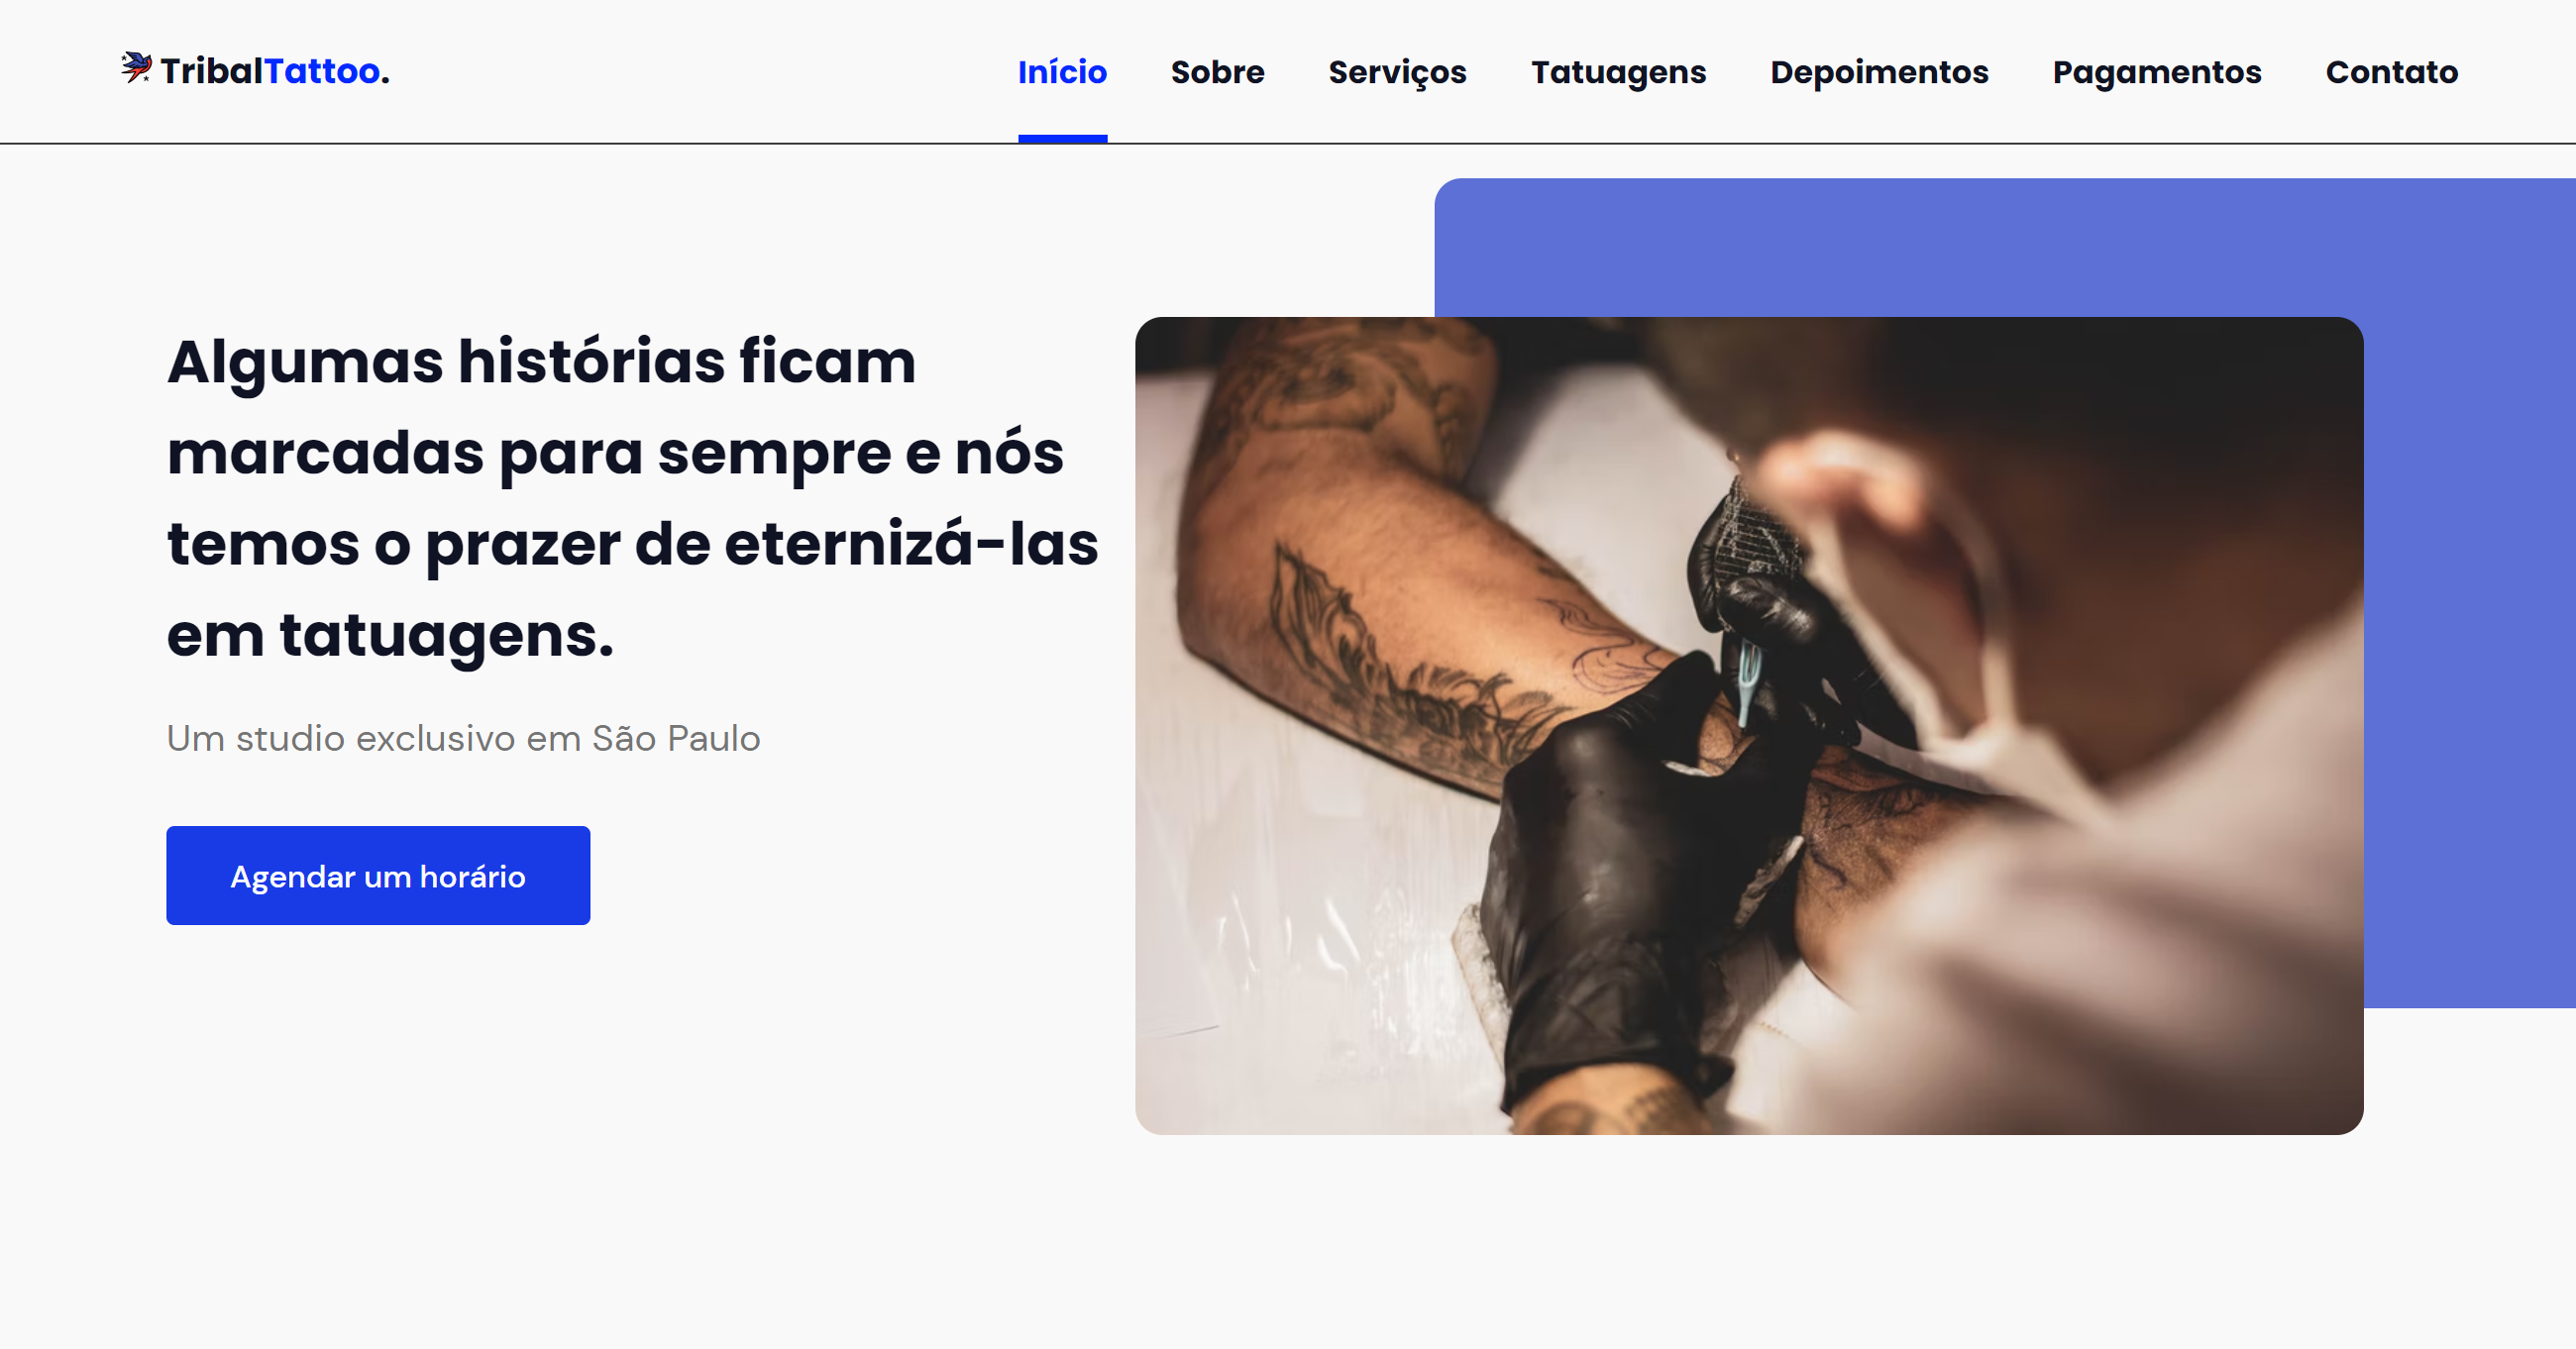 TribalTattoo.
Início Sobre Serviços Tatuagens Depoimentos Pagamentos Contato
Algumas histórias ficam
marcadas para sempre e nós
temos o prazer de eternizá-las
em tatuagens.
Um studio exclusivo em São Paulo
Agendar um horário